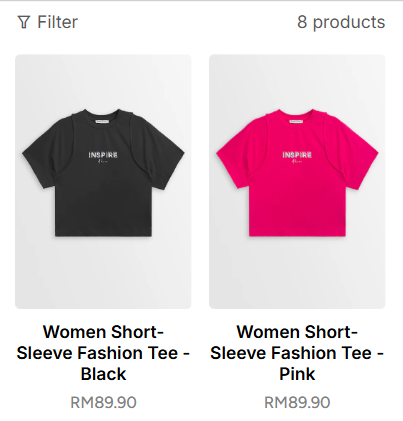 Filter
8 products
INSPIRE
INSPIRE
Women Short-
Sleeve Fashion Tee -
Black
RM89.90
Women Short-
Sleeve Fashion Tee -
Pink
RM89.90